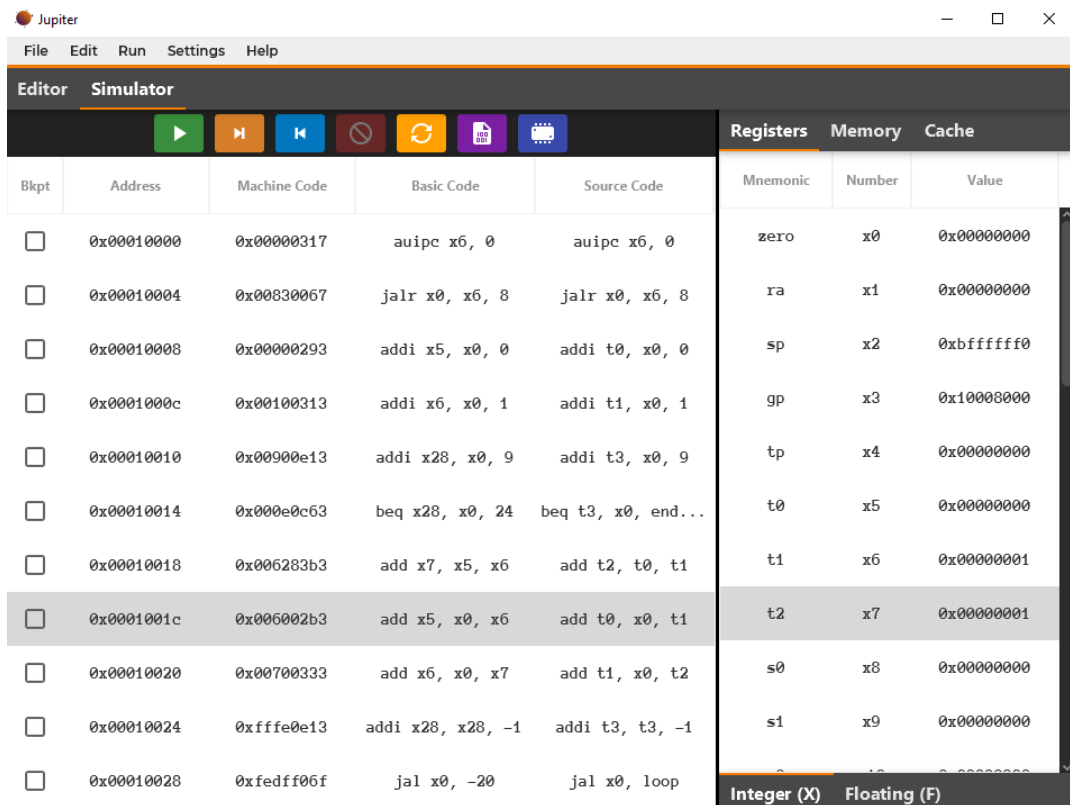 Jupiter
File Edit Run Settings Help
Editor Simulator
Registers Memory Cache
Bkpt Address Machine Code Basic Code Source Code
Mnemonic Number Value
0x00010000 0x00000317 auipc x6, 0 auipc x6, 0
zero x0 0x00000000
0x00010004 0x00830067 jalr x0, x6, 8 jalr x0, x6, 8
ra x1 0x00000000
0x00010008 0x00000293 addi x5, x0, 0 addi t0, x0, 0
sp x2 0xbffffff0
0x0001000c 0x00100313 addi x6, x0, 1 addi t1, x0, 1
gp x3 0x10008000
0x00010010 0x00900e13 addi x28, x0, 9 addi t3, x0, 9
tp x4 0x00000000
0x00010014 0x000e0c63 beq x28, x0, 24 beq t3, x0, end...
t0 x5 0x00000000
0x00010018 0x006283b3 add x7, x5, x6 add t2, t0, t1
t1 x6 0x00000001
0x0001001c 0x006002b3 add x5, x0, x6 add t0, x0, t1
t2 x7 0x00000001
0x00010020 0x00700333 add x6, x0, x7 add t1, x0, t2
s0 x8 0x00000000
0x00010024 0xfffe0e13 addi x28, x28, -1 addi t3, t3, -1
s1 x9 0x00000000
0x00010028 0xfedff06f jal x0, -20 jal x0, loop
Integer (X) Floating (F)